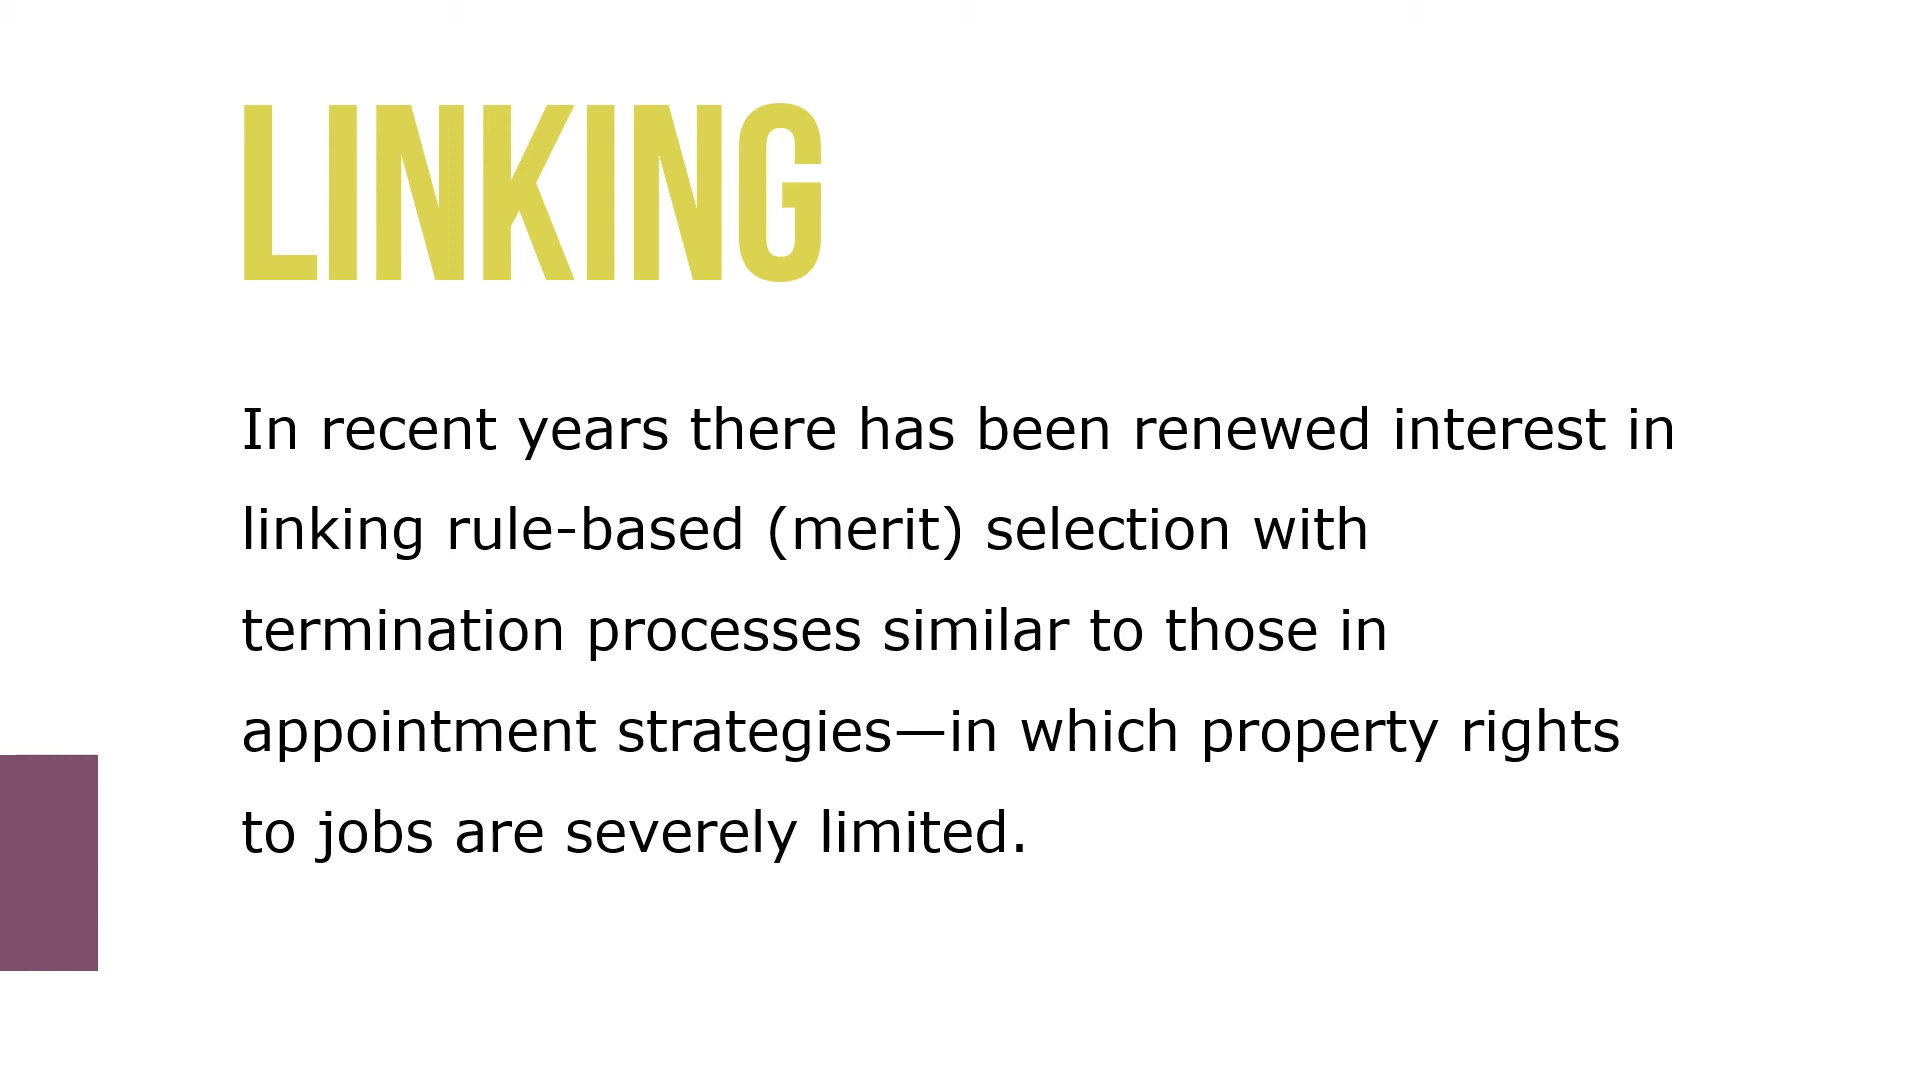 LINKING
In recent years there has been renewed interest in
linking rule-based (merit) selection with
termination processes similar to those in
appointment strategies—in which property rights
to jobs are severely limited.